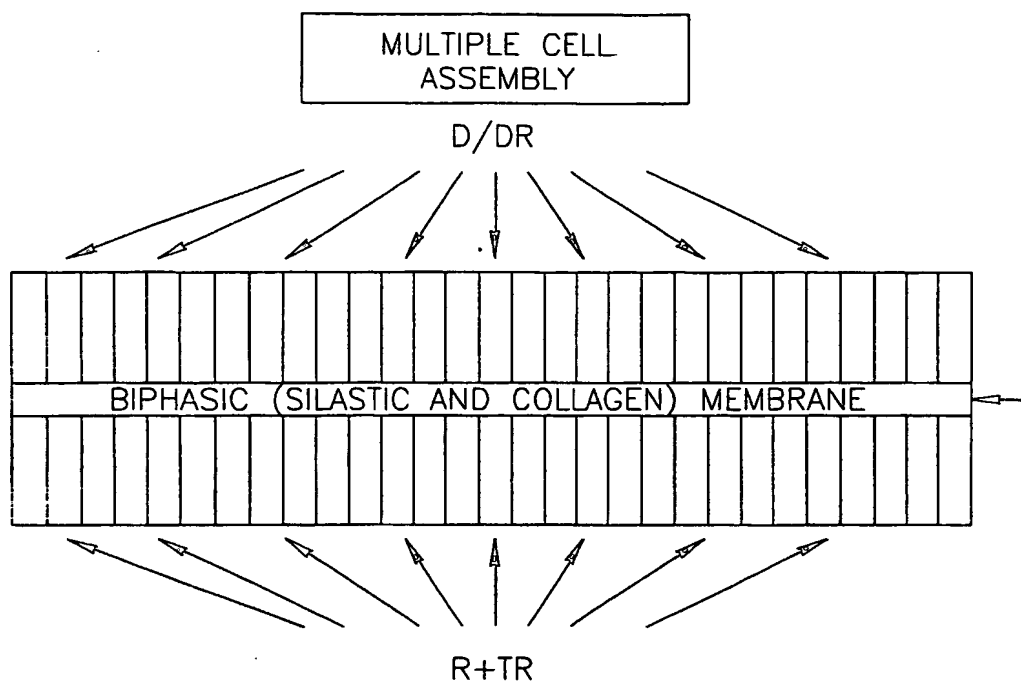 MULTIPLE CELL
ASSEMBLY
D/DR
BIPHASIC (SILASTIC AND COLLAGEN) MEMBRANE
R+TR